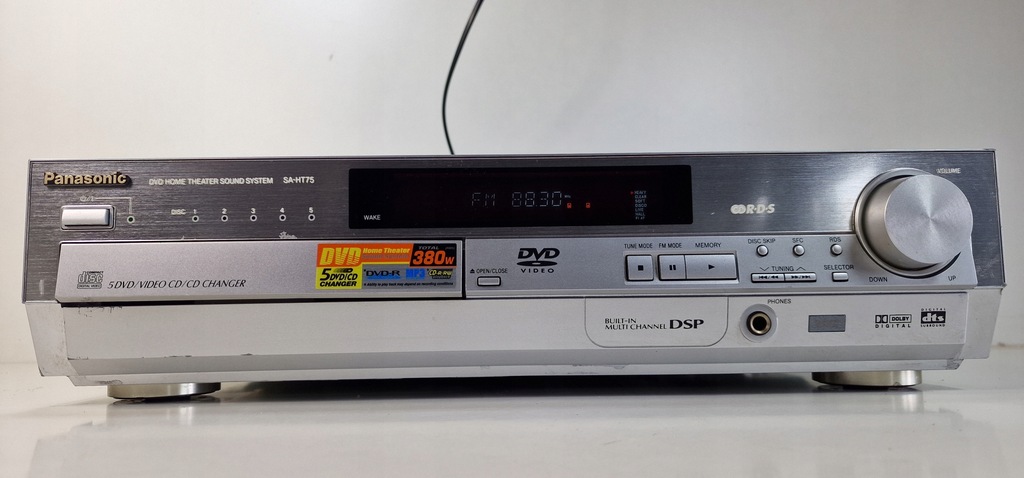 Panasonic
DVD HOME THEATER SOUND SYSTEM SA-HT75
DISC 1 2 3 4 5
WAKE
FM 88.30
VOLUME
DOWN
UP
disc
5 DVD/VIDEO CD/CD CHANGER
DVD Home Theater
TOTAL
380W
5 DVD/CD
CHANGER
DVD-R MP3
OPEN/CLOSE
DVD
VIDEO
TUNE MODE FM MODE MEMORY
R·D·S
DISC SKIP SFC RDS
TUNING
SELECTOR
BUILT-IN
MULTI CHANNEL DSP
PHONES
DOLBY
DIGITAL
DIGITAL
dts
SURROUND